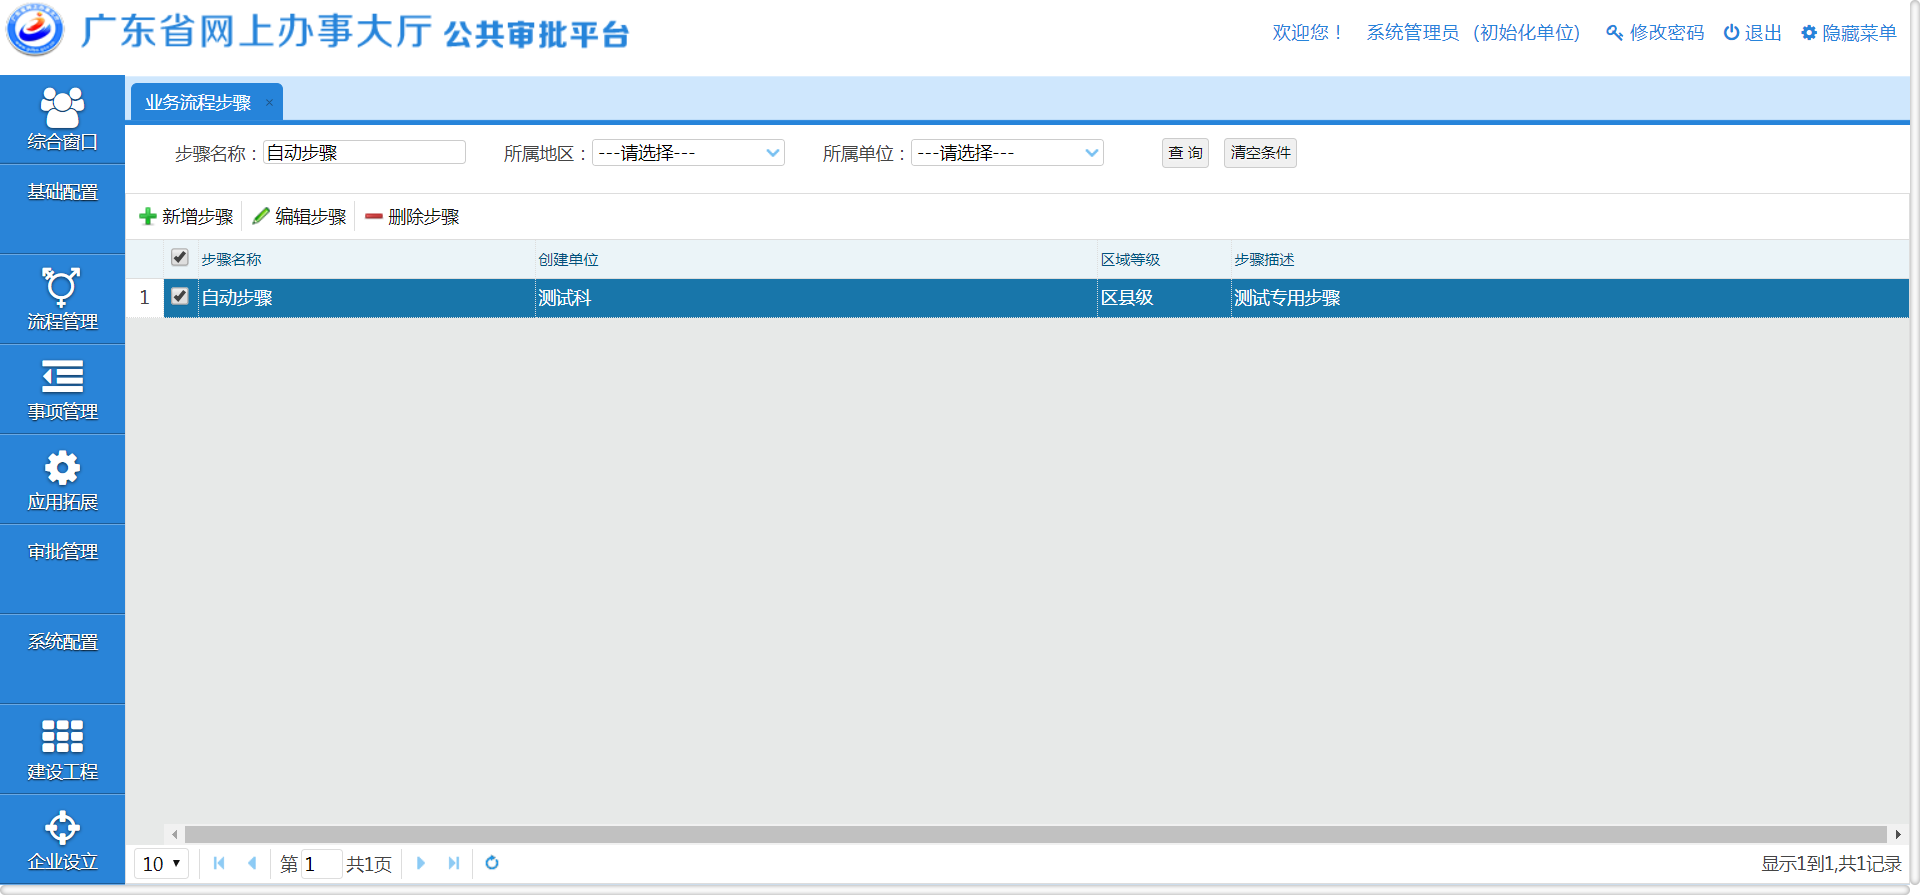 广东省网上办事大厅 公共审批平台
欢迎您！ 系统管理员 (初始化单位) 修改密码 退出 隐藏菜单
综合窗口
基础配置
流程管理
事项管理
应用拓展
审批管理
系统配置
建设工程
企业设立
业务流程步骤 ×
步骤名称： 自动步骤 所属地区： ---请选择--- 所属单位： ---请选择--- 查 询 清空条件
新增步骤 编辑步骤 删除步骤
步骤名称 创建单位 区域等级 步骤描述
1 自动步骤 测试科 区县级 测试专用步骤
10 第 1 共1页 显示1到1,共1记录